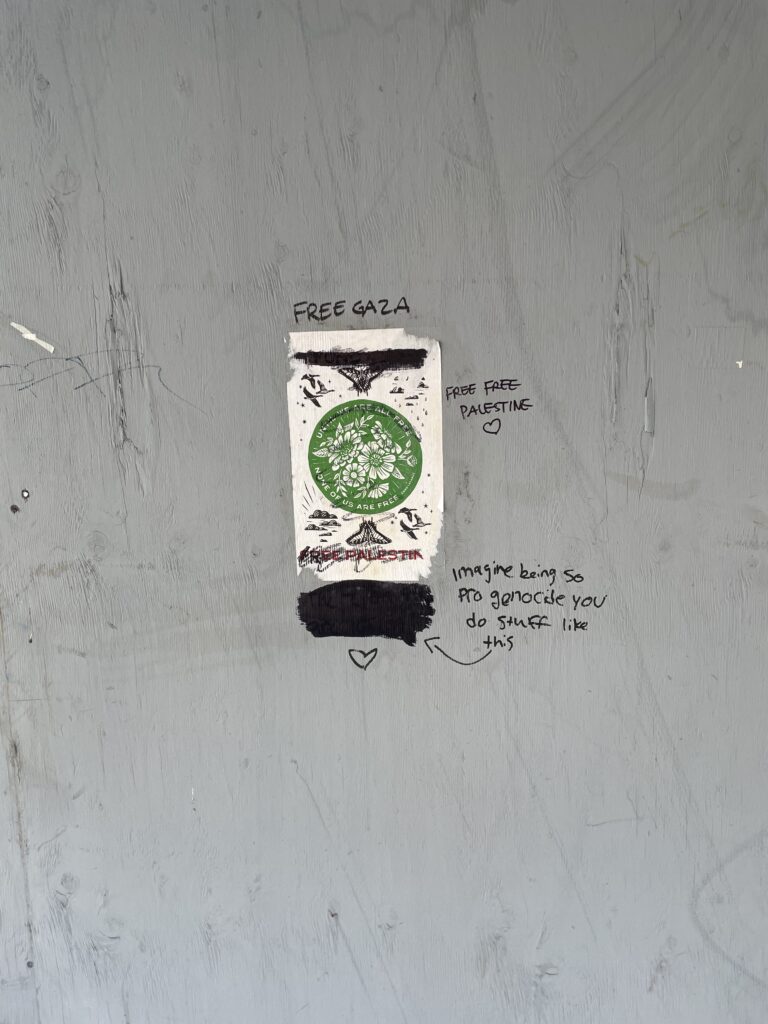 FREE GAZA
UNTIL WE ARE ALL FREE
NONE OF US ARE FREE
FREE PALESTIN
FREE FREE
PALESTINE
Imagine being so
Pro genocide you
do stuff like
this